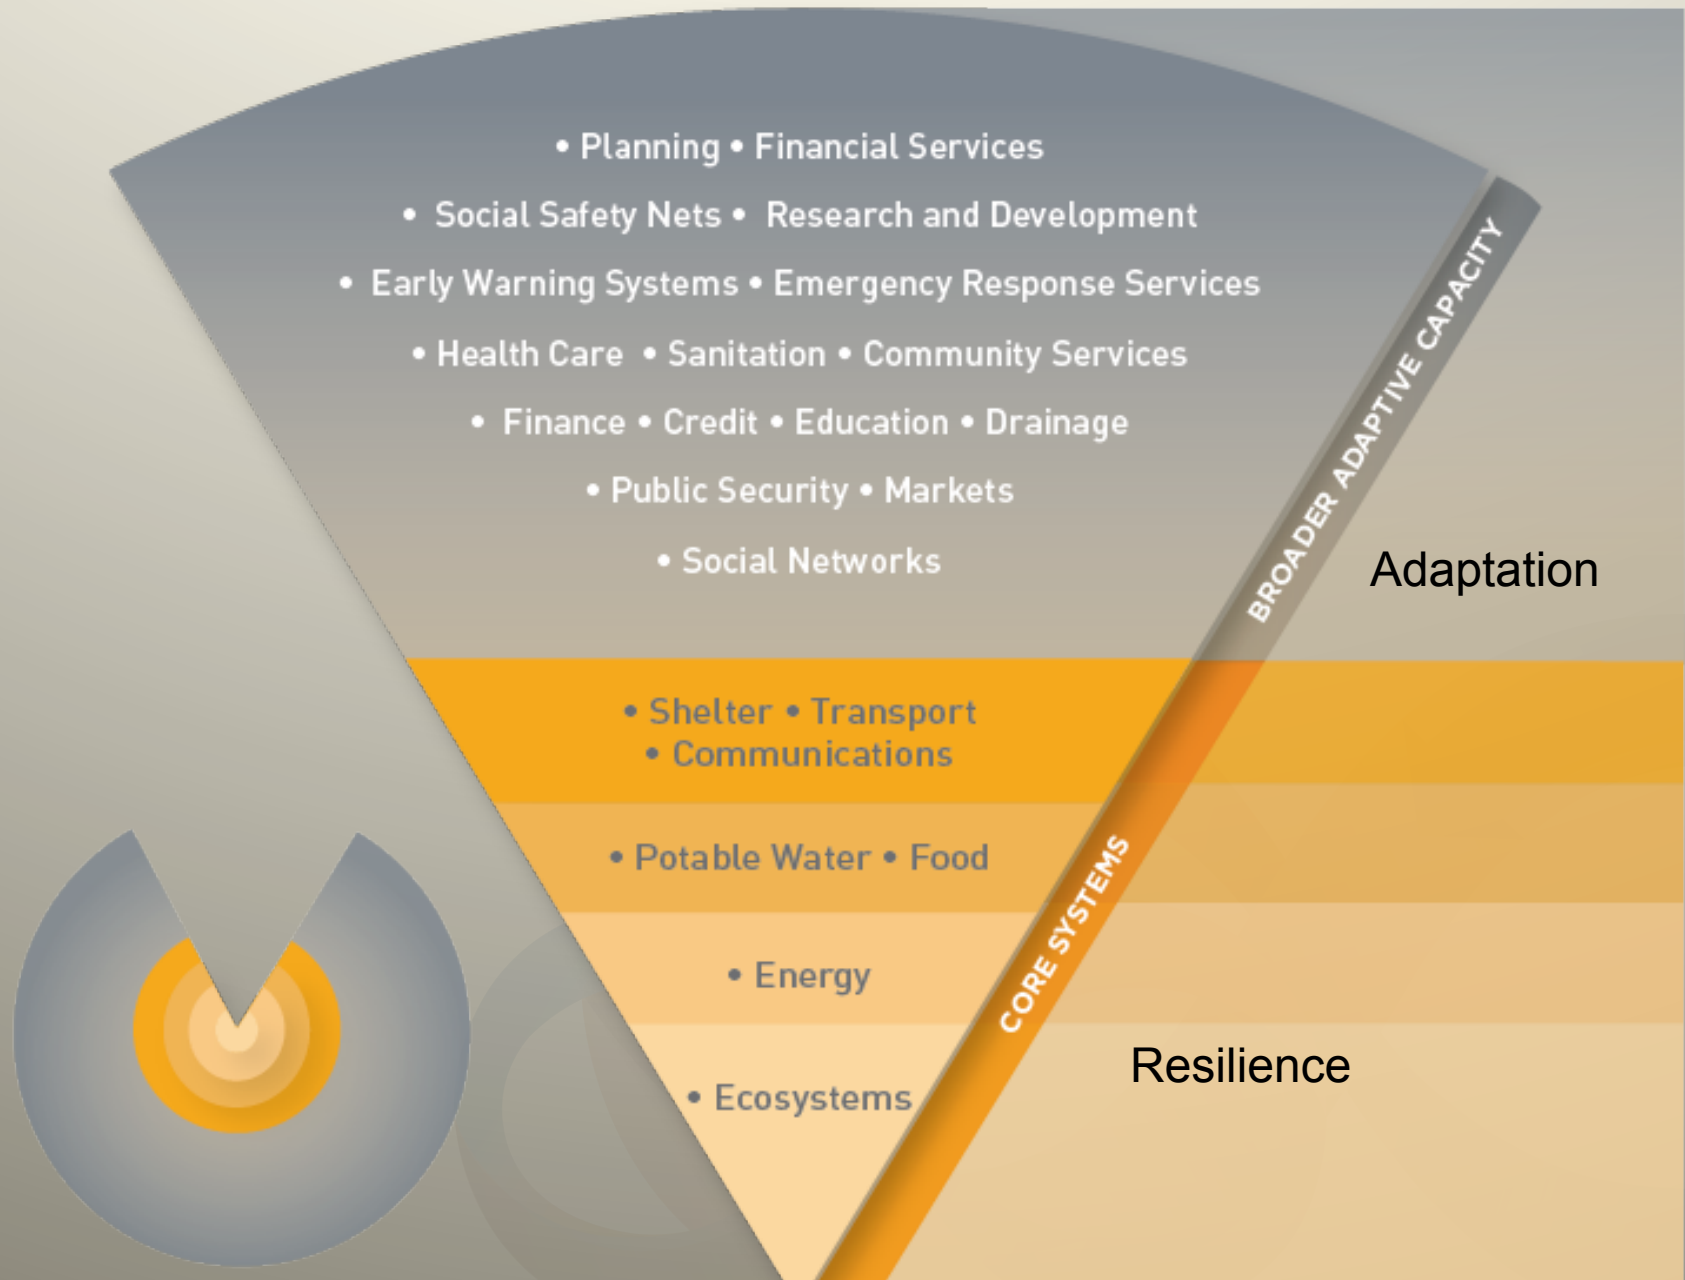 • Planning • Financial Services
• Social Safety Nets • Research and Development
• Early Warning Systems • Emergency Response Services
• Health Care • Sanitation • Community Services
• Finance • Credit • Education • Drainage
• Public Security • Markets
• Social Networks
BROADER ADAPTIVE CAPACITY
Adaptation
• Shelter • Transport
• Communications
• Potable Water • Food
• Energy
• Ecosystems
CORE SYSTEMS
Resilience